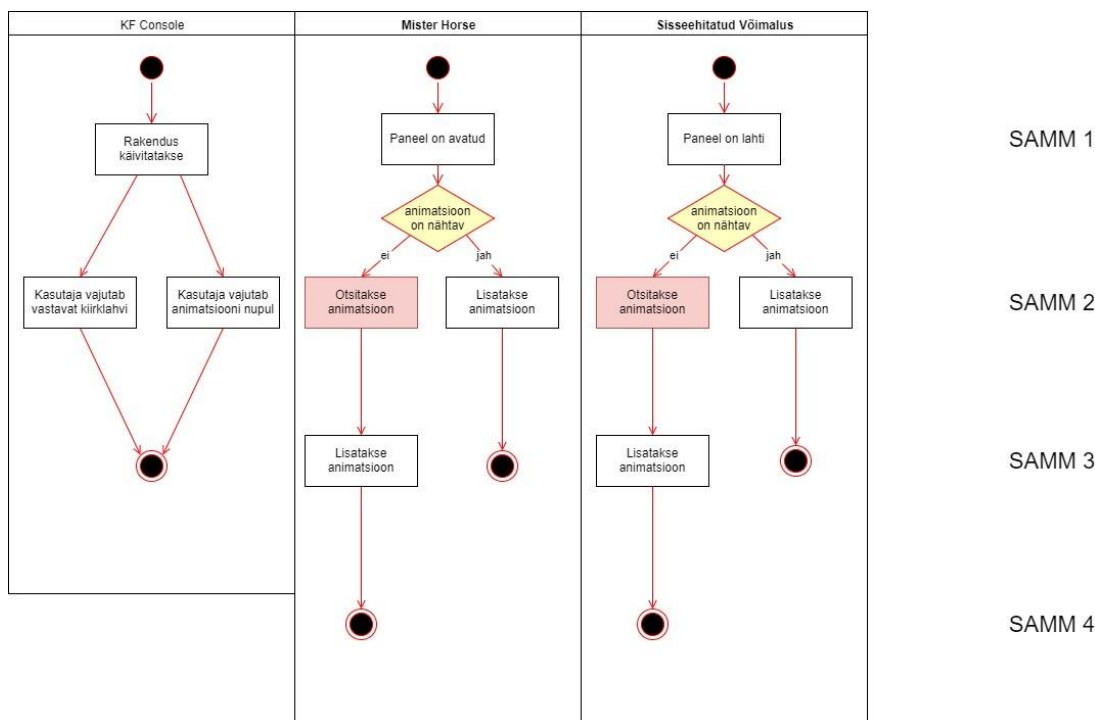 KF Console
Mister Horse
Sisseehitatud Võimalus
Rakendus
käivitatakse
Paneel on avatud
Paneel on lahti
SAMM 1
animatsioon
on nähtav
animatsioon
on nähtav
ei
jah
ei
jah
Kasutaja vajutab
vastavat kiirklahvi
Kasutaja vajutab
animatsiooni nupul
Otsitakse
animatsioon
Lisatakse
animatsioon
Otsitakse
animatsioon
Lisatakse
animatsioon
SAMM 2
Lisatakse
animatsioon
Lisatakse
animatsioon
SAMM 3
SAMM 4